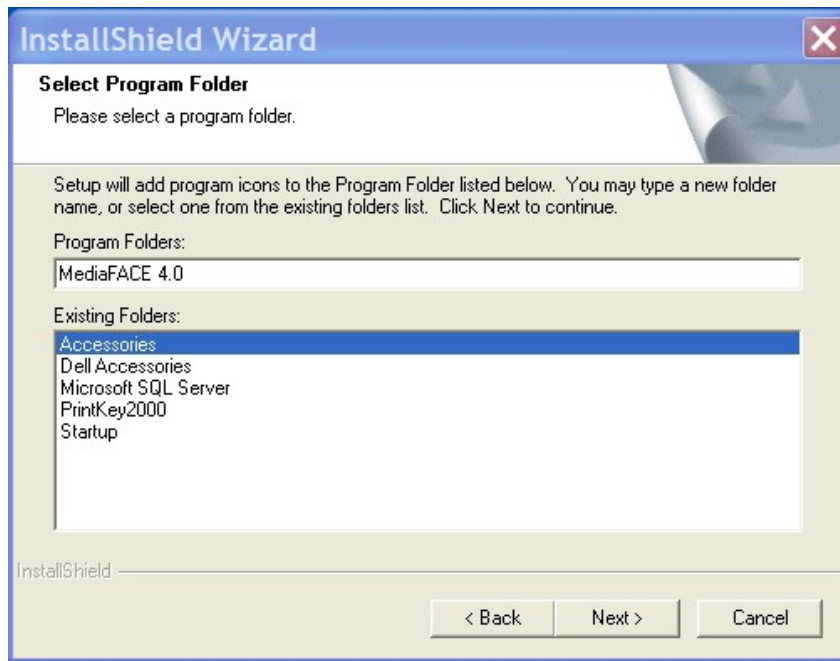 InstallShield Wizard
Select Program Folder
Please select a program folder.
Setup will add program icons to the Program Folder listed below.  You may type a new folder
name, or select one from the existing folders list.  Click Next to continue.
Program Folders:
MediaFACE 4.0
Existing Folders:
Accessories
Dell Accessories
Microsoft SQL Server
PrintKey2000
Startup
InstallShield
< Back
Next >
Cancel